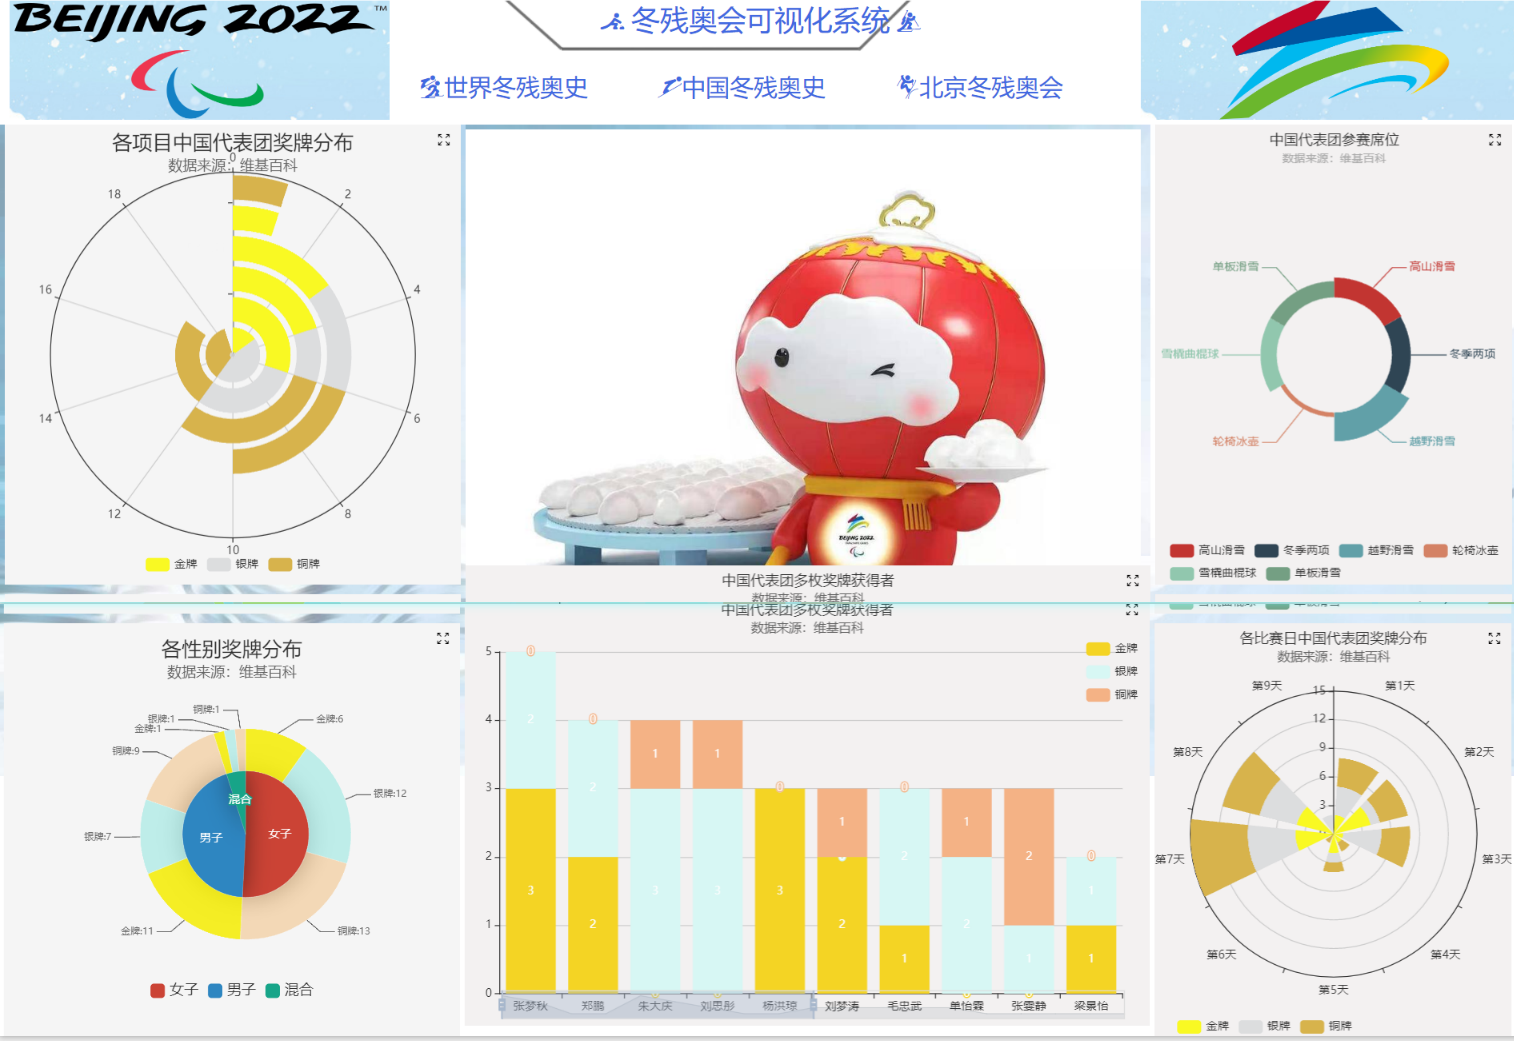 BEIJING 2022™
冬残奥会可视化系统
世界冬残奥史
中国冬残奥史
北京冬残奥会
各项目中国代表团奖牌分布
数据来源：维基百科
0
2
4
6
8
10
12
14
16
18
金牌
银牌
铜牌
BEIJING 2022
中国代表团参赛席位
数据来源：维基百科
单板滑雪
高山滑雪
雪橇曲棍球
冬季两项
轮椅冰壶
越野滑雪
高山滑雪 冬季两项 越野滑雪 轮椅冰壶
雪橇曲棍球 单板滑雪
各性别奖牌分布
数据来源：维基百科
铜牌:1
银牌:1
金牌:1
金牌:6
铜牌:9
银牌:12
银牌:7
金牌:11
铜牌:13
混合
男子
女子
女子 男子 混合
中国代表团多枚奖牌获得者
数据来源：维基百科
中国代表团多枚奖牌获得者
数据来源：维基百科
金牌
银牌
铜牌
5
4
3
2
1
0
0
2
3
0
2
2
1
3
1
3
0
3
1
2
0
2
1
1
2
2
1
0
1
1
张梦秋 郑鹏 朱大庆 刘思彤 杨洪琼 刘梦涛 毛忠武 单怡霖 张雯静 梁景怡
各比赛日中国代表团奖牌分布
数据来源：维基百科
第9天
15
第1天
12
第8天
9
第2天
6
3
第7天
第3天
第6天
第4天
第5天
金牌 银牌 铜牌